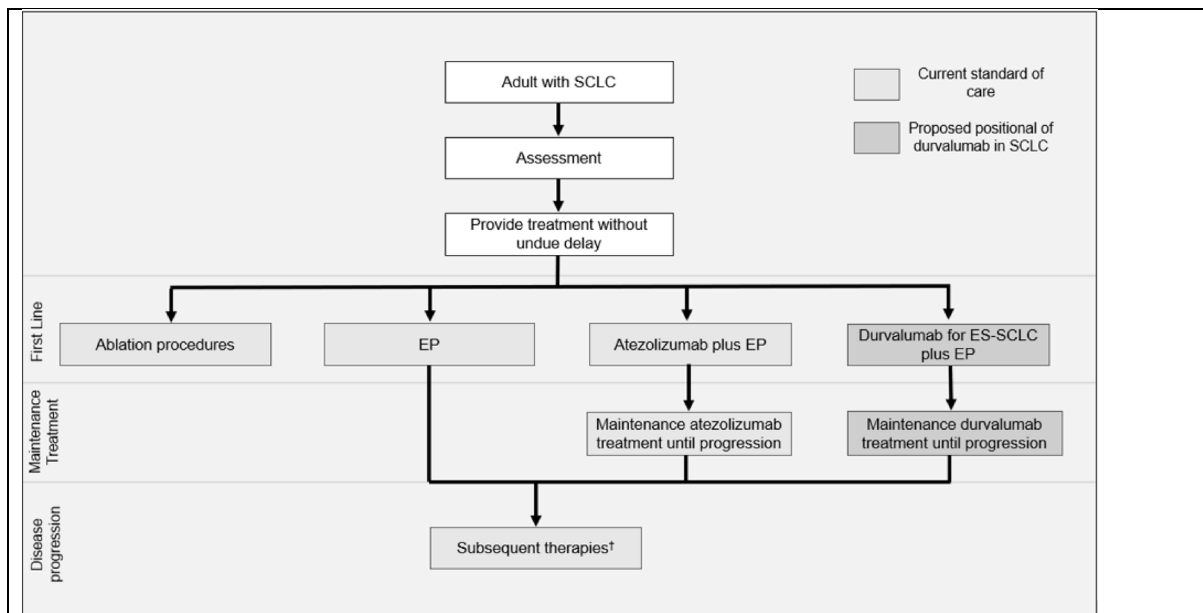 Adult with SCLC
Current standard of
care
Proposed positional of
durvalumab in SCLC
Assessment
Provide treatment without
undue delay
First Line
Ablation procedures
EP
Atezolizumab plus EP
Durvalumab for ES-SCLC
plus EP
Maintenance
Treatment
Maintenance atezolizumab
treatment until progression
Maintenance durvalumab
treatment until progression
Disease
progression
Subsequent therapies†